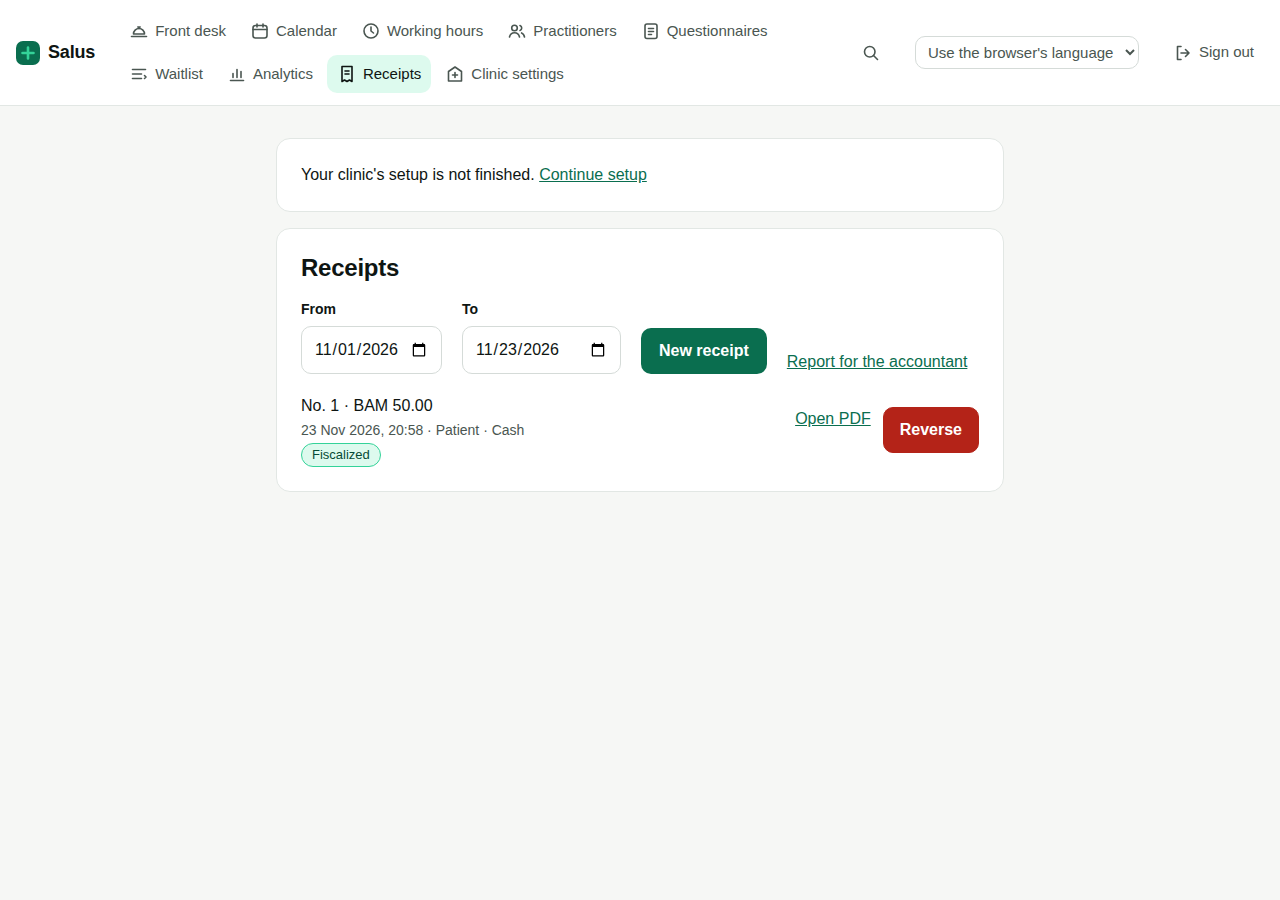 Salus
Front desk
Calendar
Working hours
Practitioners
Questionnaires
Waitlist
Analytics
Receipts
Clinic settings
Use the browser's language
Sign out
Your clinic's setup is not finished. Continue setup
Receipts
From
To
11/01/2026
11/23/2026
New receipt
Report for the accountant
No. 1 · BAM 50.00
23 Nov 2026, 20:58 · Patient · Cash
Fiscalized
Open PDF
Reverse